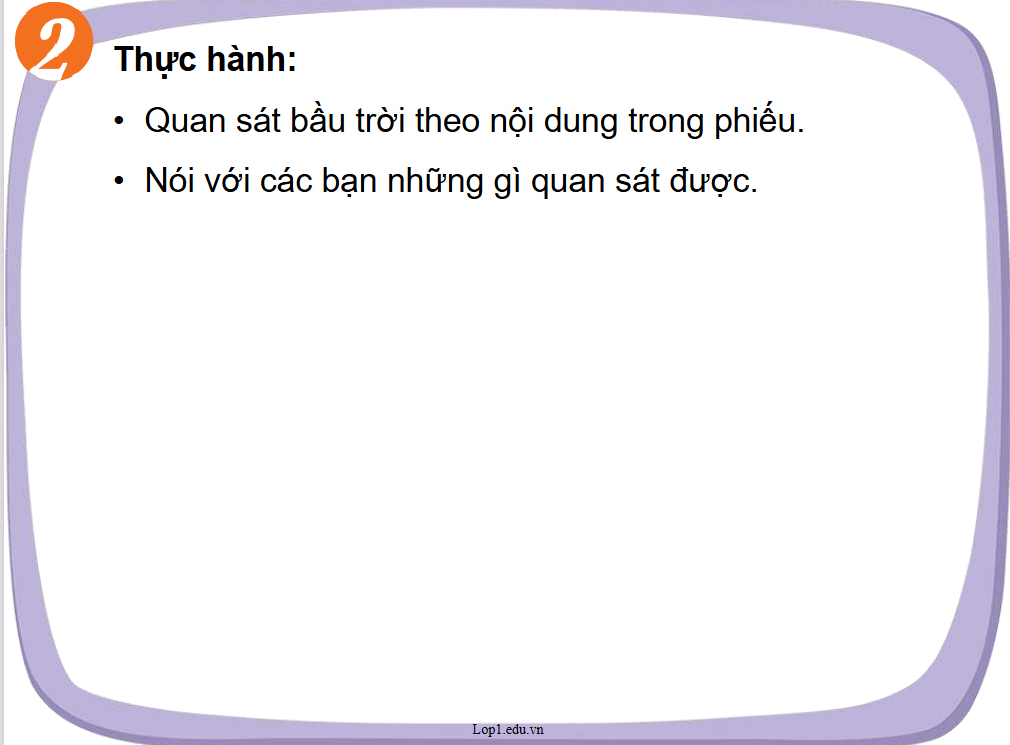 2
Thực hành:
• Quan sát bầu trời theo nội dung trong phiếu.
• Nói với các bạn những gì quan sát được.
Lop1.edu.vn